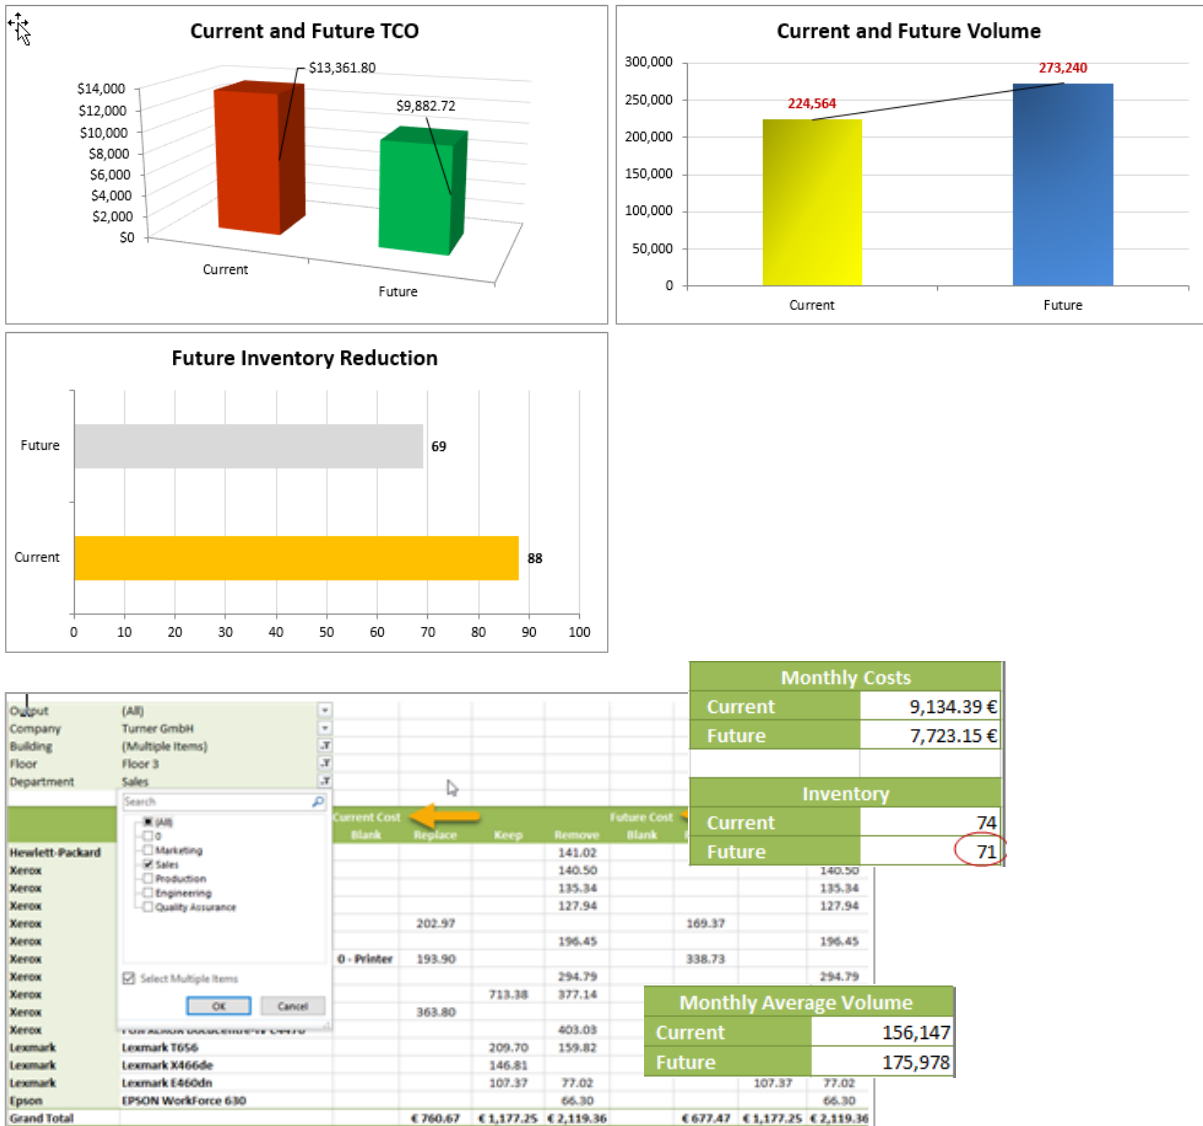 Current and Future TCO
$13,361.80
$9,882.72
$14,000
$12,000
$10,000
$8,000
$6,000
$4,000
$2,000
$0
Current
Future
Current and Future Volume
300,000
250,000
200,000
150,000
100,000
50,000
0
224,564
273,240
Current
Future
Future Inventory Reduction
Future
69
Current
88
0 10 20 30 40 50 60 70 80 90 100
Monthly Costs
Current 9,134.39 €
Future 7,723.15 €
Inventory
Current 74
Future 71
Output (All)
Company Turner GmbH
Building (Multiple Items)
Floor Floor 3
Department Sales
Search
(All)
0
Marketing
Sales
Production
Engineering
Quality Assurance
Select Multiple Items
OK Cancel
Current Cost Future Cost
Blank Replace Keep Remove Blank
Hewlett-Packard 141.02
Xerox 140.50 140.50
Xerox 135.34 135.34
Xerox 127.94 127.94
Xerox 202.97 169.37
Xerox 196.45 196.45
Xerox 0 - Printer 193.90 338.73
Xerox 294.79 294.79
Xerox 713.38 377.14
Xerox 363.80
Xerox 403.03
Lexmark Lexmark T656 209.70 159.82
Lexmark Lexmark X466de 146.81
Lexmark Lexmark E460dn 107.37 77.02 107.37 77.02
Epson EPSON WorkForce 630 66.30 66.30
Grand Total € 760.67 € 1,177.25 € 2,119.36 € 677.47 € 1,177.25 € 2,119.36
Monthly Average Volume
Current 156,147
Future 175,978